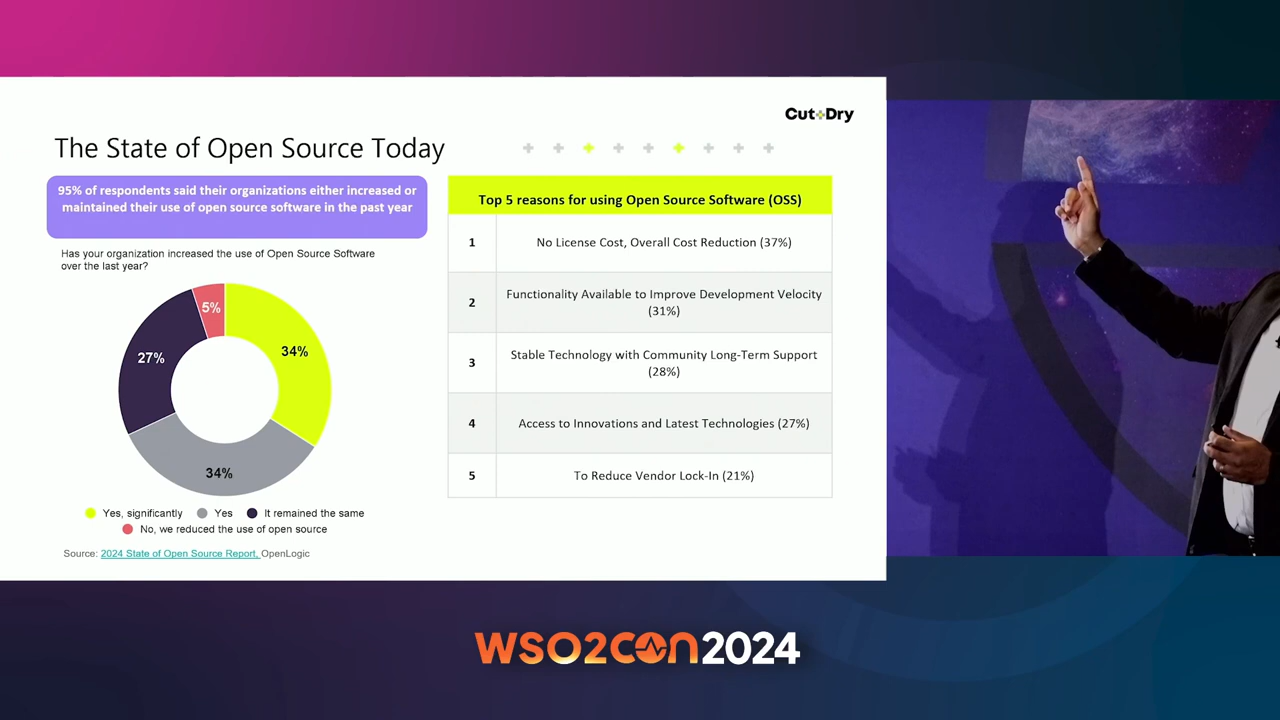 Cut+Dry
The State of Open Source Today
95% of respondents said their organizations either increased or
maintained their use of open source software in the past year
Has your organization increased the use of Open Source Software
over the last year?
5%
34%
27%
34%
Yes, significantly
Yes
It remained the same
No, we reduced the use of open source
Source: 2024 State of Open Source Report, OpenLogic
Top 5 reasons for using Open Source Software (OSS)
1
No License Cost, Overall Cost Reduction (37%)
2
Functionality Available to Improve Development Velocity
(31%)
3
Stable Technology with Community Long-Term Support
(28%)
4
Access to Innovations and Latest Technologies (27%)
5
To Reduce Vendor Lock-In (21%)
WSO2CON2024